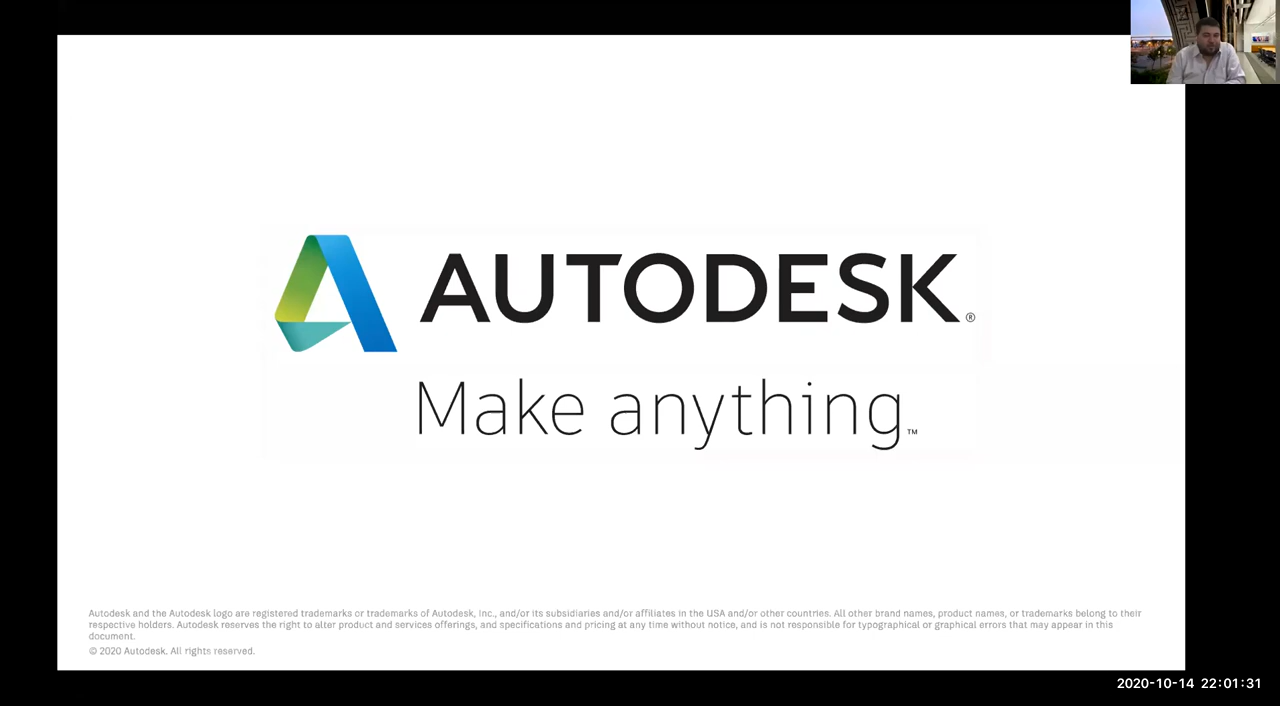 AUTODESK®
Make anything™
Autodesk and the Autodesk logo are registered trademarks or trademarks of Autodesk, Inc., and/or its subsidiaries and/or affiliates in the USA and/or other countries. All other brand names, product names, or trademarks belong to their
respective holders. Autodesk reserves the right to alter product and services offerings, and specifications and pricing at any time without notice, and is not responsible for typographical or graphical errors that may appear in this
document.
© 2020 Autodesk. All rights reserved.
2020-10-14 22:01:31